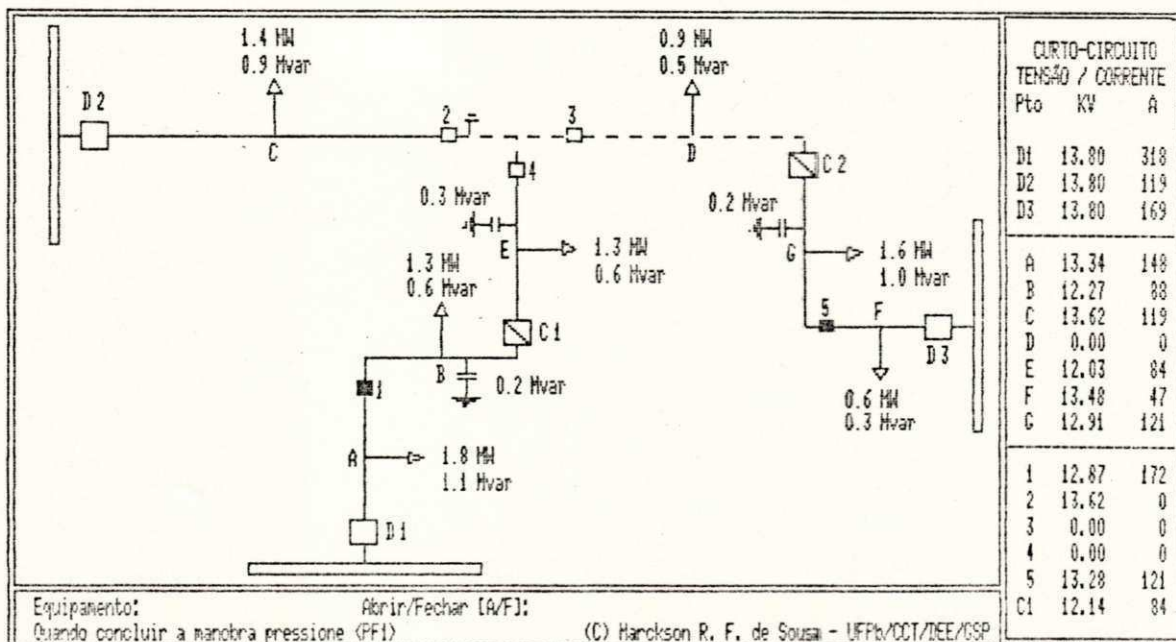 1.4 MW
0.9 Mvar
D2
C
2
3
0.9 MW
0.5 Mvar
D
C2
4
0.3 Mvar
E
1.3 MW
0.6 Mvar
0.2 Mvar
G
1.6 MW
1.0 Mvar
1.3 MW
0.6 Mvar
C1
B
0.2 Mvar
1
5
F
D3
0.6 MW
0.3 Mvar
A
1.8 MW
1.1 Mvar
D1
CURTO-CIRCUITO
TENSÃO / CORRENTE
Pto KV A
D1 13.80 318
D2 13.80 119
D3 13.80 169
A 13.34 148
B 12.27 88
C 13.62 119
D 0.00 0
E 12.03 84
F 13.48 47
G 12.91 121
1 12.87 172
2 13.62 0
3 0.00 0
4 0.00 0
5 13.28 121
C1 12.14 84
Equipamento: Abrir/Fechar [A/F]:
Quando concluir a manobra pressione <PF1> (C) Harckson R. F. de Sousa - UFPb/CCT/DEE/GSP